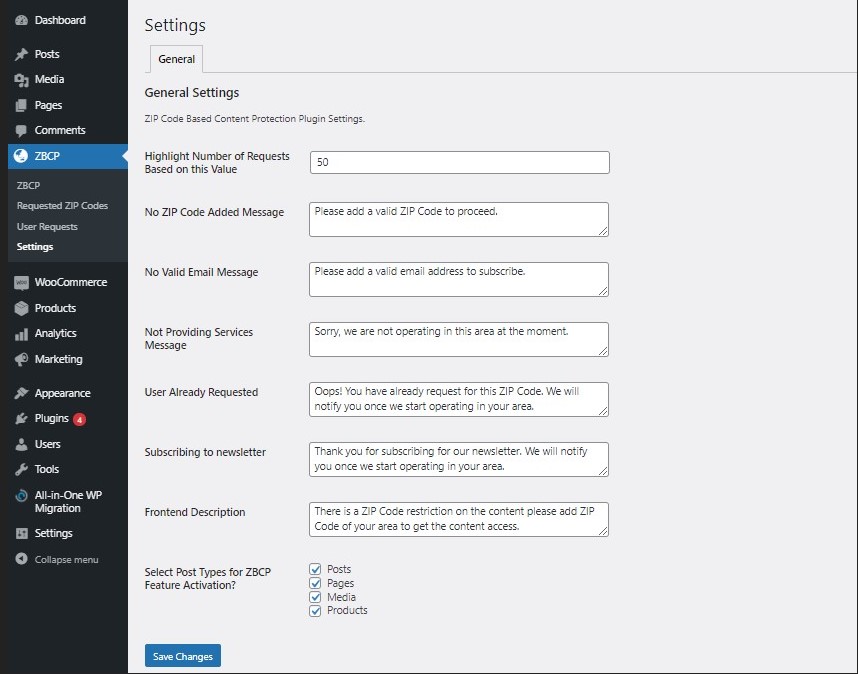 Dashboard
Posts
Media
Pages
Comments
ZBCP
ZBCP
Requested ZIP Codes
User Requests
Settings
WooCommerce
Products
Analytics
Marketing
Appearance
Plugins 4
Users
Tools
All-in-One WP
Migration
Settings
Collapse menu
Settings
General
General Settings
ZIP Code Based Content Protection Plugin Settings.
Highlight Number of Requests
Based on this Value
50
No ZIP Code Added Message
Please add a valid ZIP Code to proceed.
No Valid Email Message
Please add a valid email address to subscribe.
Not Providing Services
Message
Sorry, we are not operating in this area at the moment.
User Already Requested
Oops! You have already request for this ZIP Code. We will
notify you once we start operating in your area.
Subscribing to newsletter
Thank you for subscribing for our newsletter. We will notify
you once we start operating in your area.
Frontend Description
There is a ZIP Code restriction on the content please add ZIP
Code of your area to get the content access.
Select Post Types for ZBCP
Feature Activation?
Posts
Pages
Media
Products
Save Changes